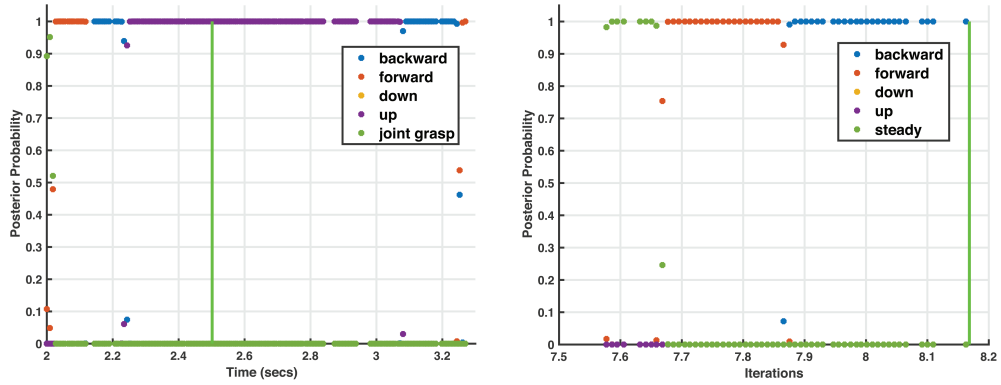 Posterior Probability
1
0.9
0.8
0.7
0.6
0.5
0.4
0.3
0.2
0.1
0
2
2.2
2.4
2.6
2.8
3
3.2
Time (secs)
backward
forward
down
up
joint grasp
Posterior Probability
1
0.9
0.8
0.7
0.6
0.5
0.4
0.3
0.2
0.1
0
7.5
7.6
7.7
7.8
7.9
8
8.1
8.2
Iterations
backward
forward
down
up
steady